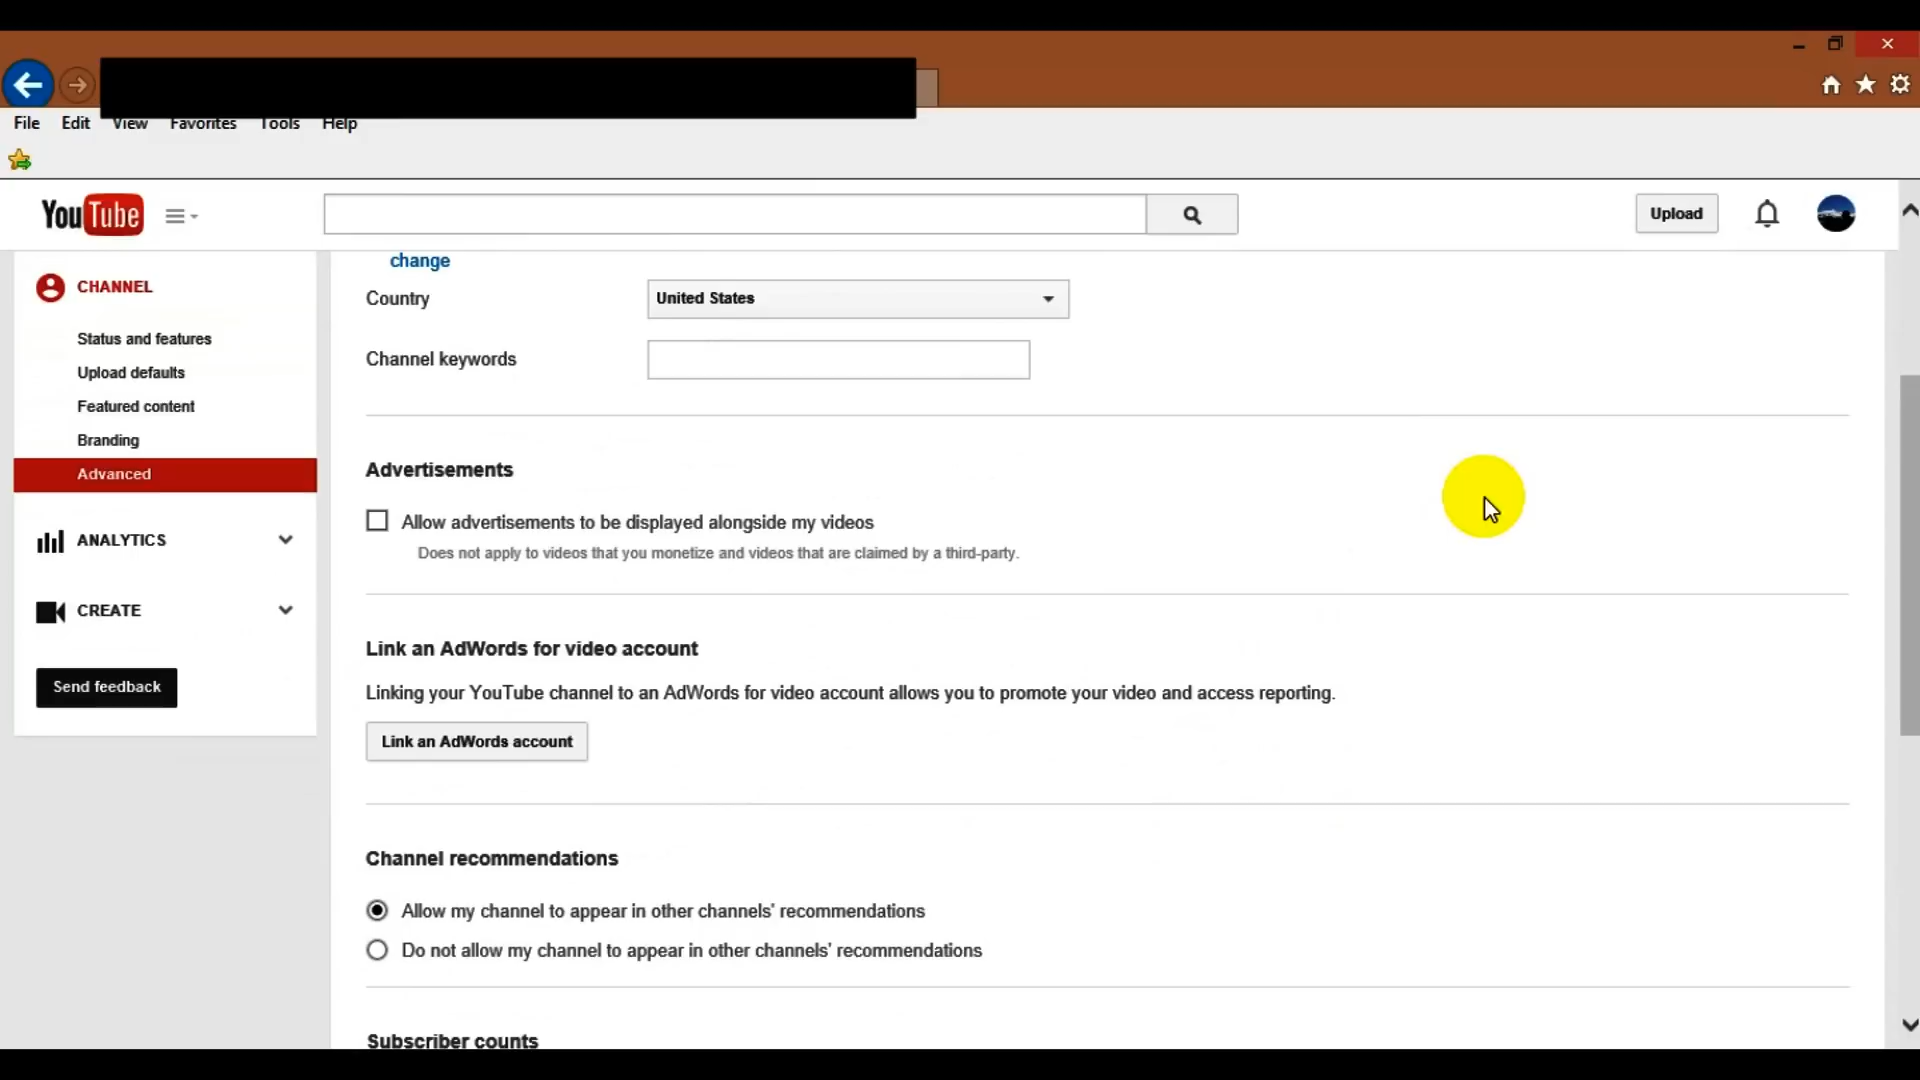 File Edit View Favorites Tools Help
YouTube
Upload
change
CHANNEL
Status and features
Upload defaults
Featured content
Branding
Advanced
ANALYTICS
CREATE
Send feedback
Country
United States
Channel keywords
Advertisements
Allow advertisements to be displayed alongside my videos
Does not apply to videos that you monetize and videos that are claimed by a third-party.
Link an AdWords for video account
Linking your YouTube channel to an AdWords for video account allows you to promote your video and access reporting.
Link an AdWords account
Channel recommendations
Allow my channel to appear in other channels' recommendations
Do not allow my channel to appear in other channels' recommendations
Subscriber counts